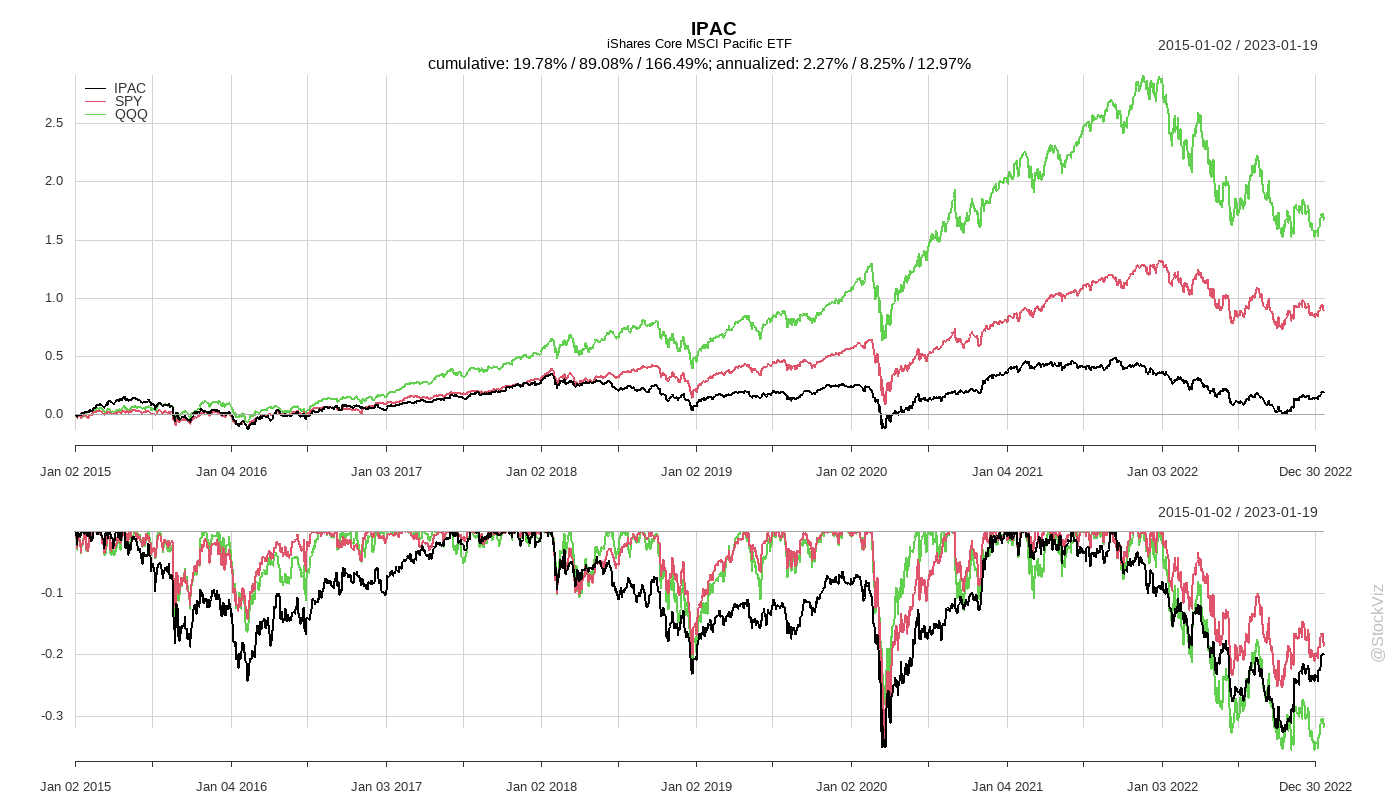 IPAC
iShares Core MSCI Pacific ETF
2015-01-02 / 2023-01-19
cumulative: 19.78% / 89.08% / 166.49%; annualized: 2.27% / 8.25% / 12.97%
IPAC
SPY
QQQ
2.5
2.0
1.5
1.0
0.5
0.0
Jan 02 2015 Jan 04 2016 Jan 03 2017 Jan 02 2018 Jan 02 2019 Jan 02 2020 Jan 04 2021 Jan 03 2022 Dec 30 2022
2015-01-02 / 2023-01-19
-0.1
-0.2
-0.3
@StockViz
Jan 02 2015 Jan 04 2016 Jan 03 2017 Jan 02 2018 Jan 02 2019 Jan 02 2020 Jan 04 2021 Jan 03 2022 Dec 30 2022